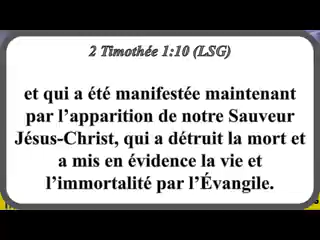 2 Timothée 1:10 (LSG)
et qui a été manifestée maintenant
par l’apparition de notre Sauveur
Jésus-Christ, qui a détruit la mort et
a mis en évidence la vie et
l’immortalité par l’Évangile.